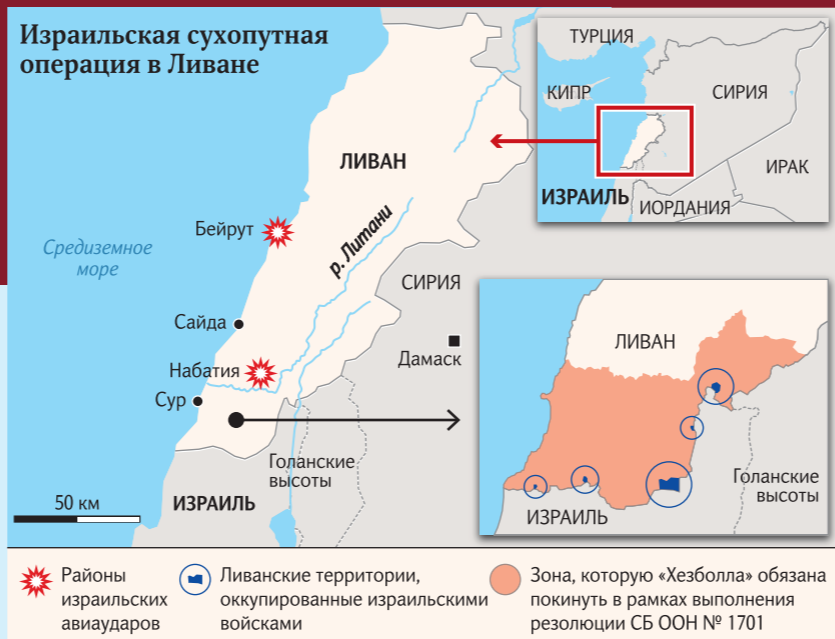 Израильская сухопутная
операция в Ливане
ТУРЦИЯ
КИПР
СИРИЯ
ИРАК
ИЗРАИЛЬ
ИОРДАНИЯ
ЛИВАН
Бейрут
р. Литани
Средиземное
море
СИРИЯ
Сайда
Дамаск
Набатия
Сур
Голанские
высоты
ИЗРАИЛЬ
50 км
ЛИВАН
Голанские
высоты
ИЗРАИЛЬ
Районы
израильских
авиаударов
Ливанские территории,
оккупированные израильскими
войсками
Зона, которую «Хезболла» обязана
покинуть в рамках выполнения
резолюции СБ ООН № 1701